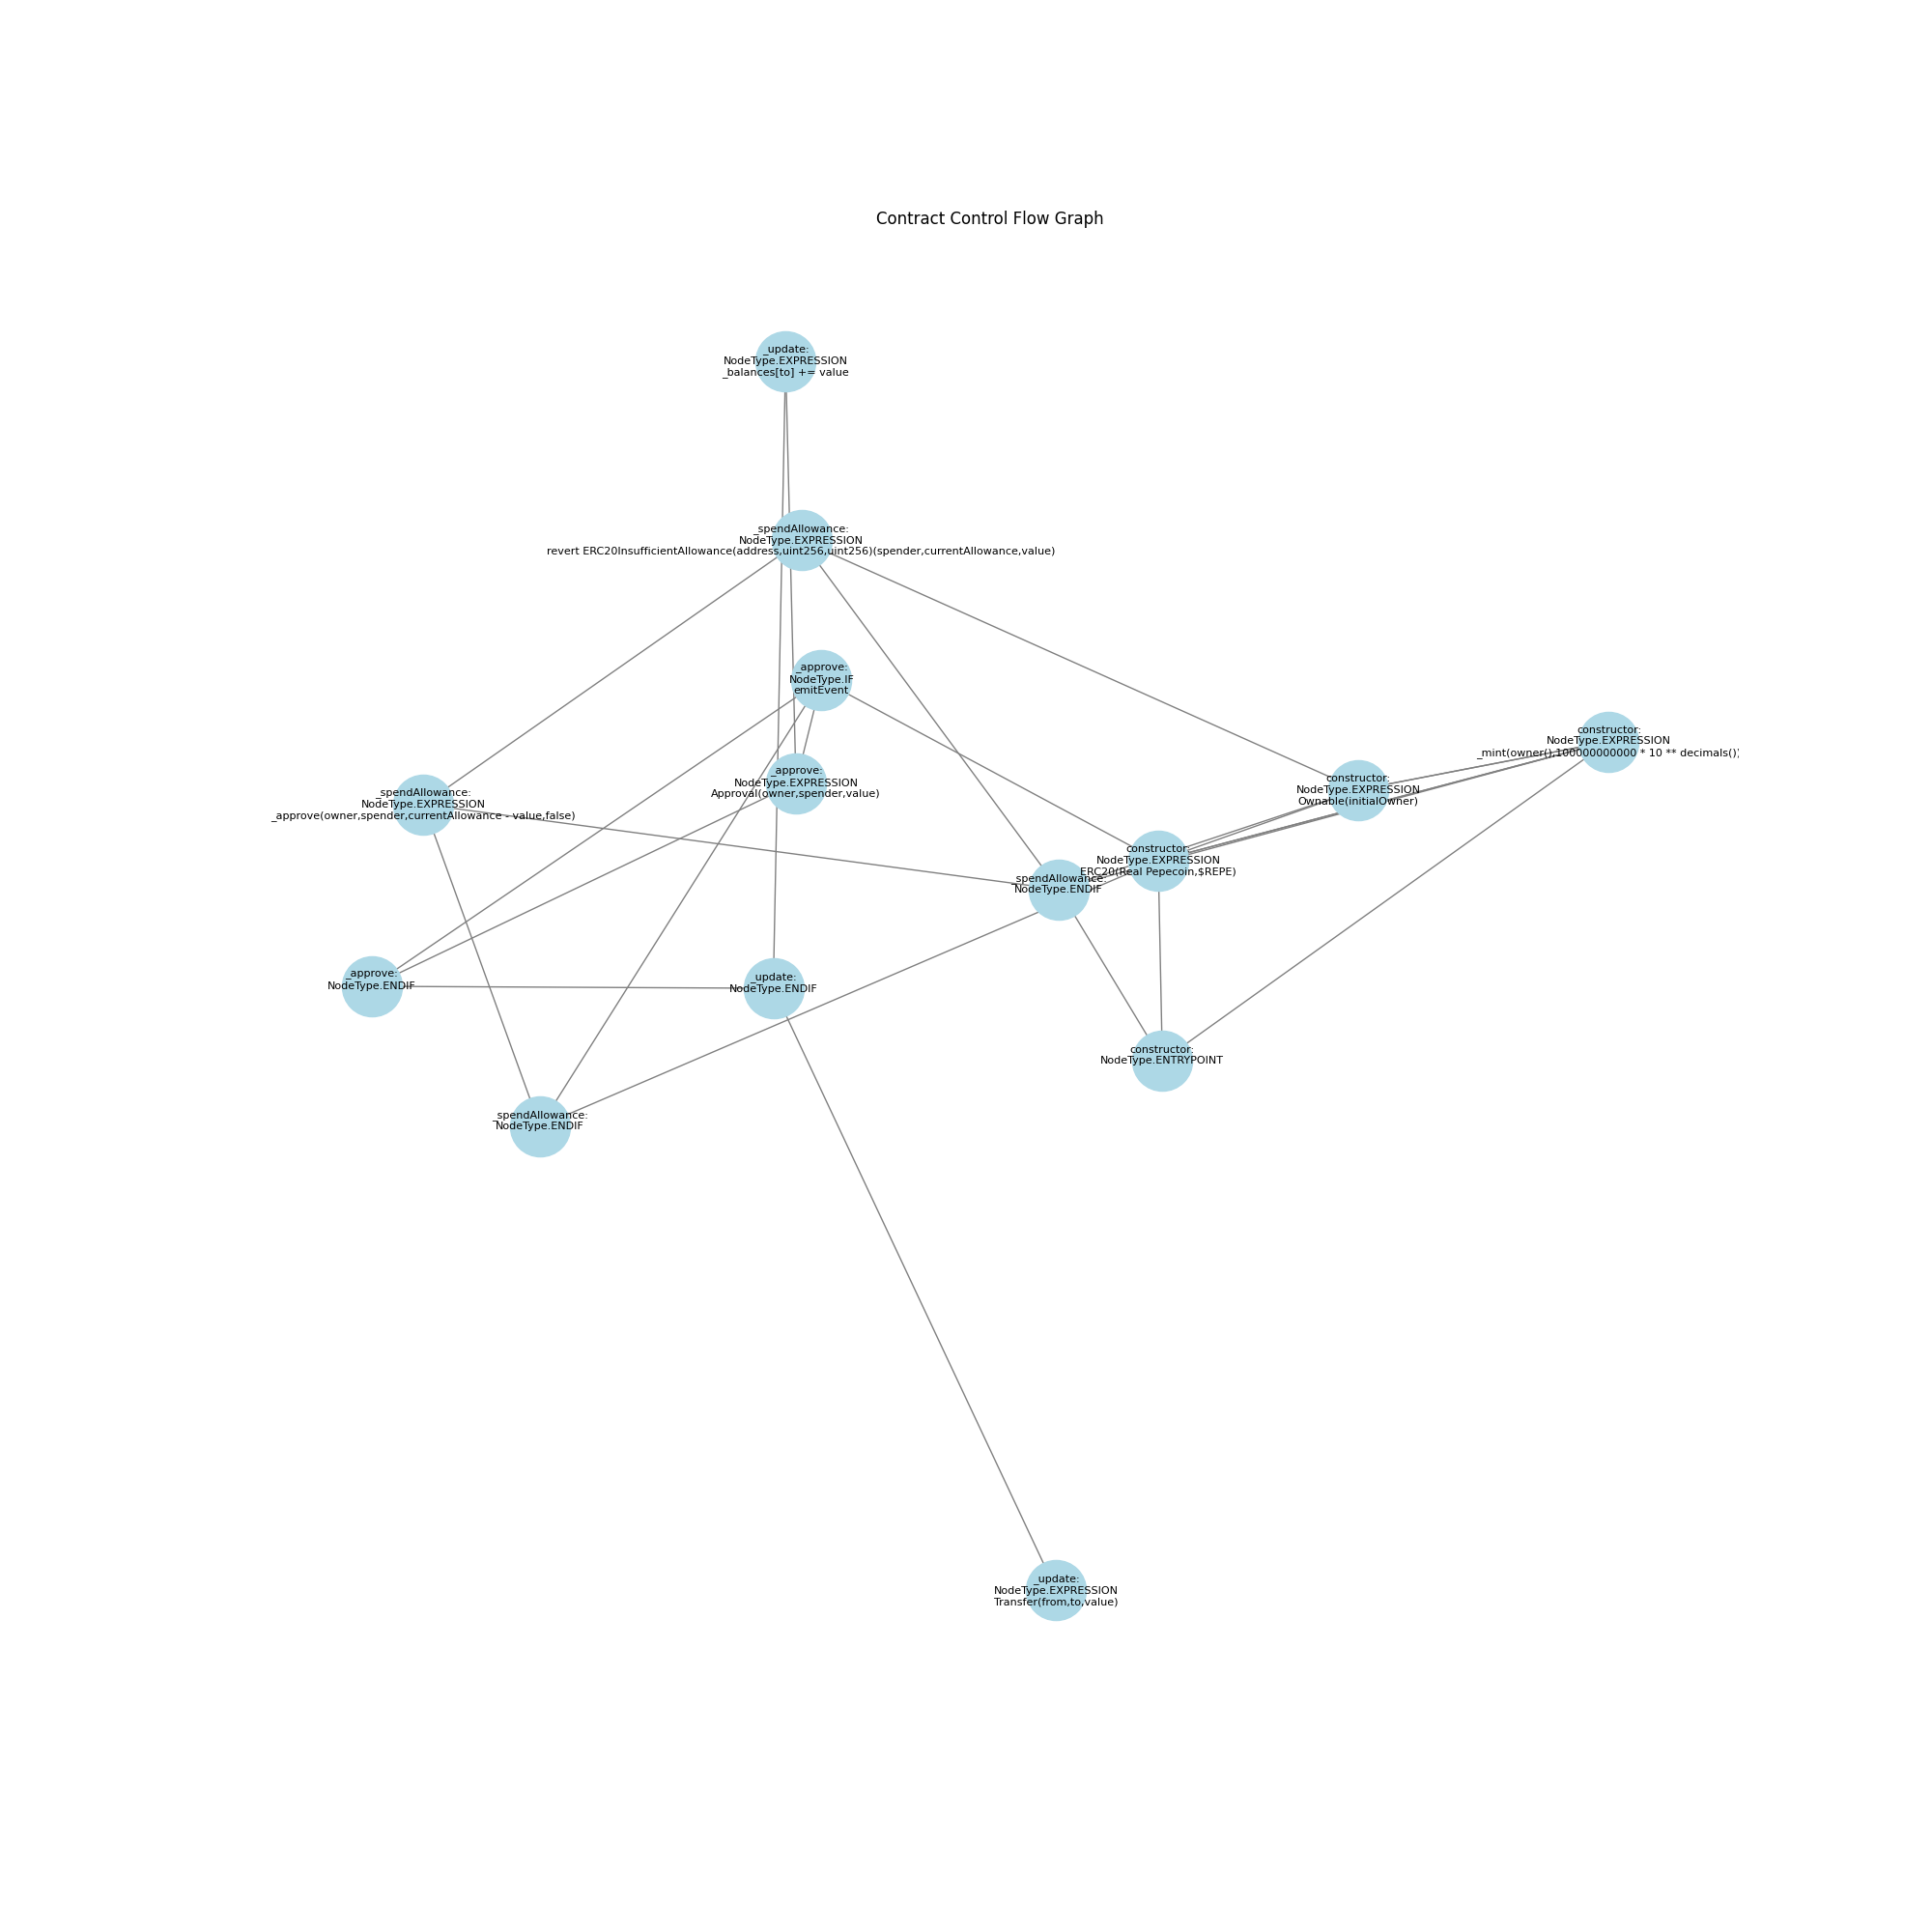 Contract Control Flow Graph
_update:
NodeType.EXPRESSION
_balances[to] += value
_spendAllowance:
NodeType.EXPRESSION
revert ERC20InsufficientAllowance(address,uint256,uint256)(spender,currentAllowance,value)
_approve:
NodeType.IF
emitEvent
constructor:
NodeType.EXPRESSION
_mint(owner(),100000000000 * 10 ** decimals())
_approve:
NodeType.EXPRESSION
Approval(owner,spender,value)
constructor:
NodeType.EXPRESSION
Ownable(initialOwner)
_spendAllowance:
NodeType.EXPRESSION
_approve(owner,spender,currentAllowance - value,false)
constructor:
NodeType.EXPRESSION
ERC20(Real Pepecoin,$REPE)
_spendAllowance:
NodeType.ENDIF
_approve:
NodeType.ENDIF
_update:
NodeType.ENDIF
constructor:
NodeType.ENTRYPOINT
_spendAllowance:
NodeType.ENDIF
_update:
NodeType.EXPRESSION
Transfer(from,to,value)